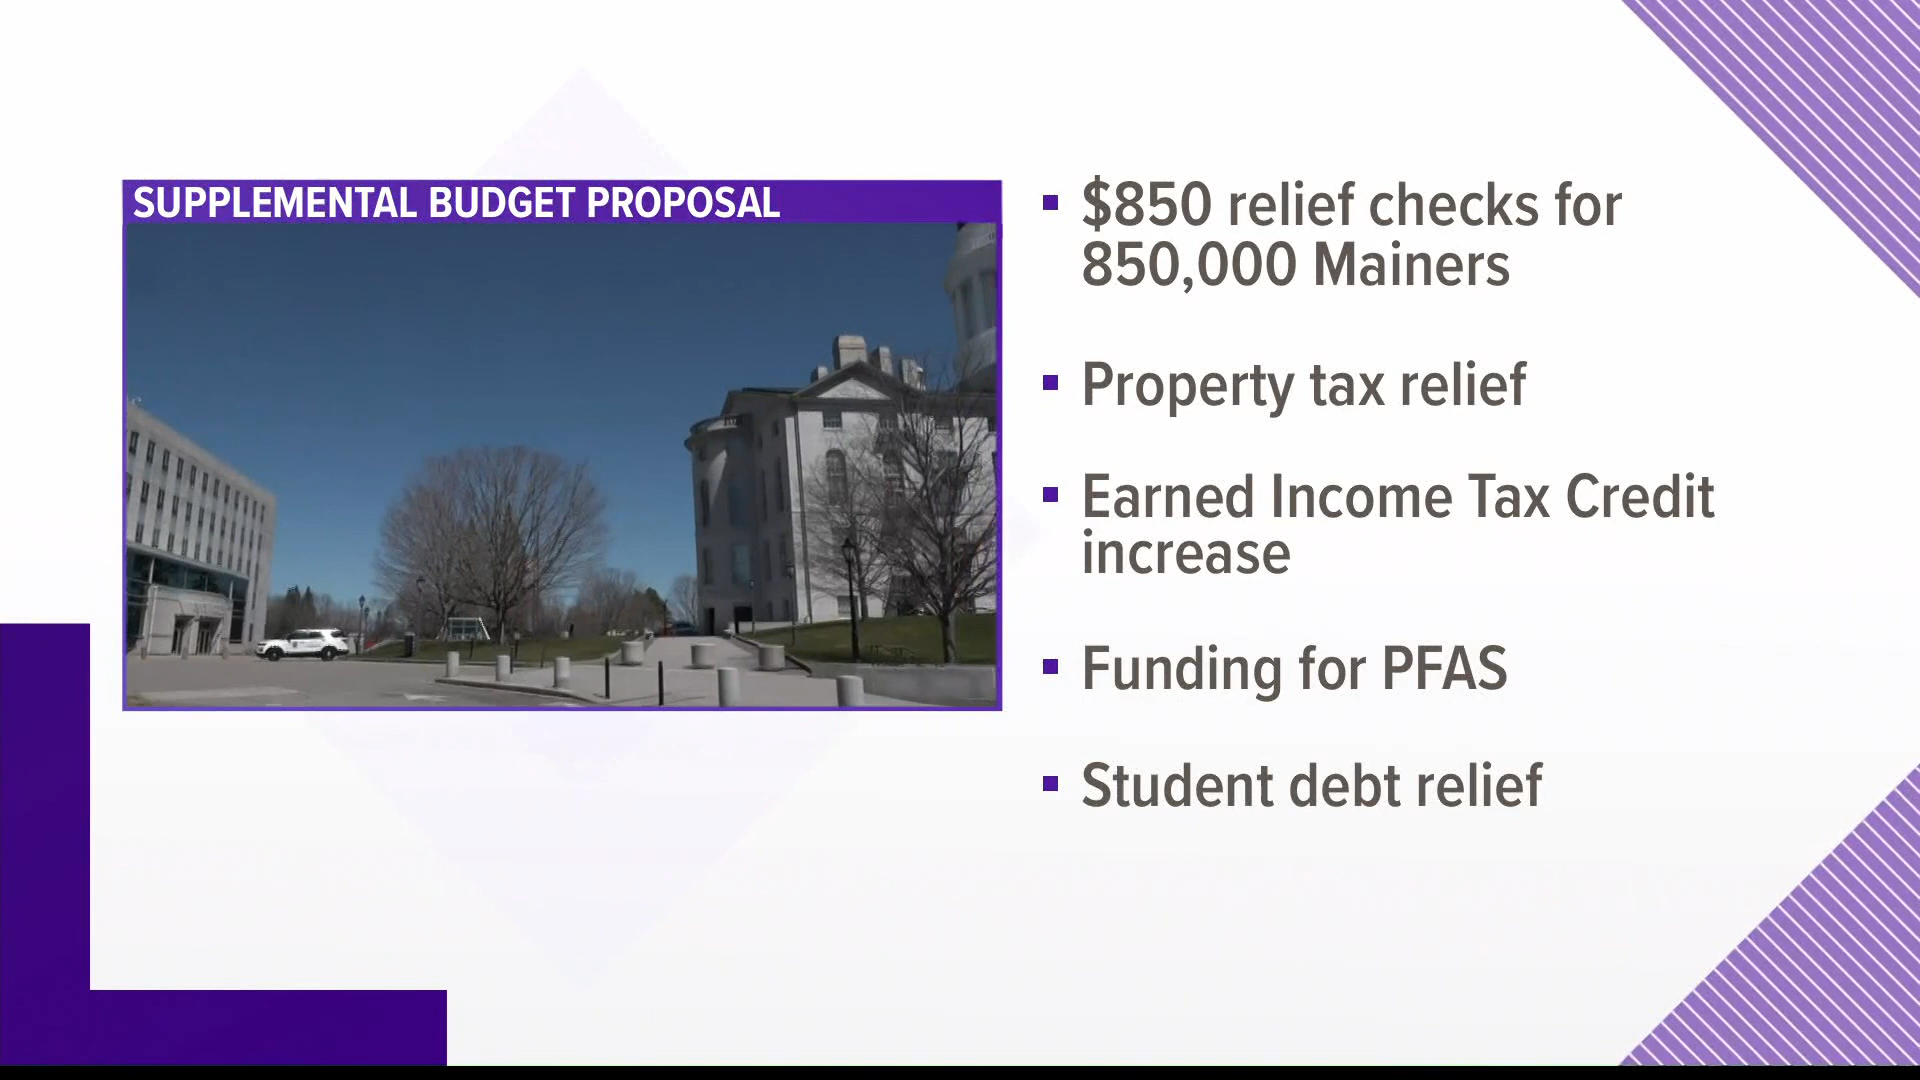 SUPPLEMENTAL BUDGET PROPOSAL
$850 relief checks for
850,000 Mainers
Property tax relief
Earned Income Tax Credit
increase
Funding for PFAS
Student debt relief